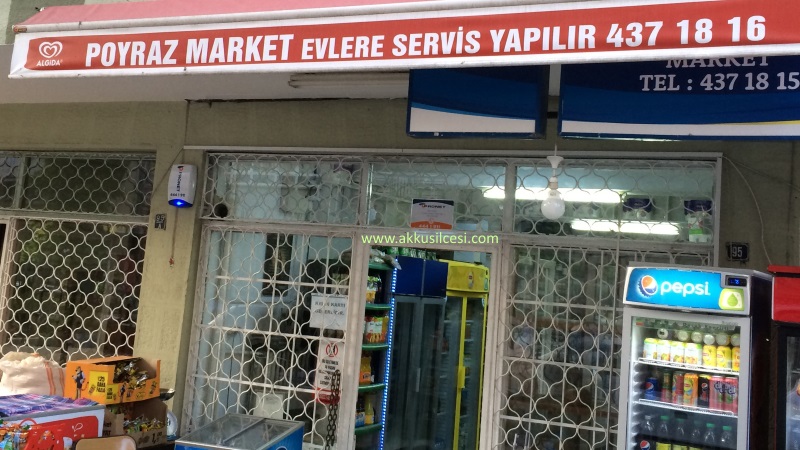 ALGIDA
POYRAZ MARKET EVLERE SERVİS YAPILIR 437 18 16
MARKET
TEL : 437 18 15
www.akkusilcesi.com
95
pepsi